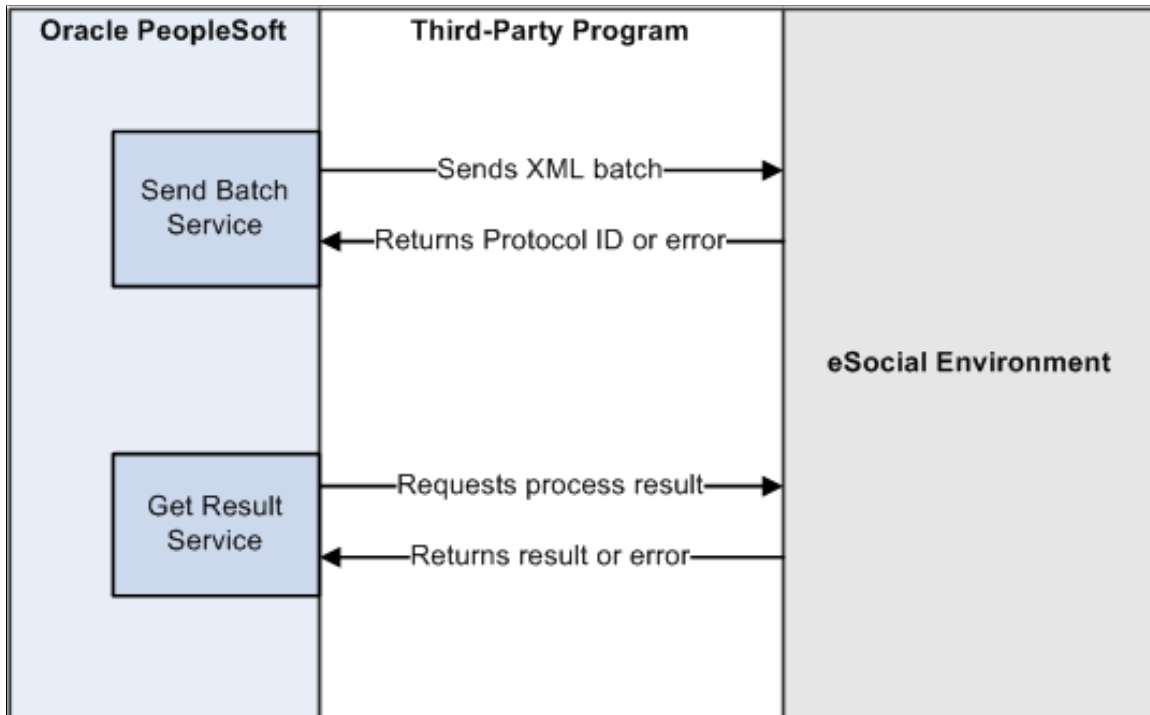 Oracle PeopleSoft
Third-Party Program
Send Batch
Service
Sends XML batch
Returns Protocol ID or error
eSocial Environment
Get Result
Service
Requests process result
Returns result or error